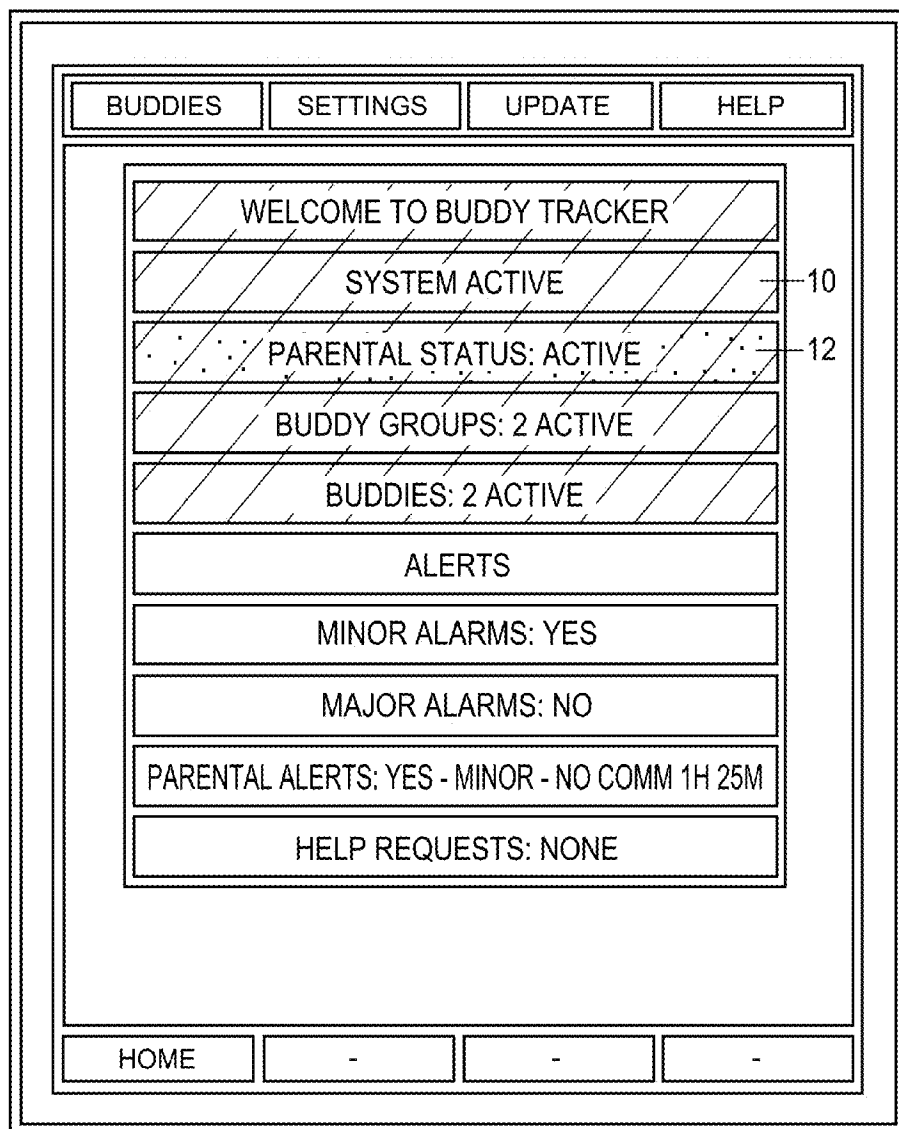 BUDDIES SETTINGS UPDATE HELP
WELCOME TO BUDDY TRACKER
SYSTEM ACTIVE 10
PARENTAL STATUS: ACTIVE 12
BUDDY GROUPS: 2 ACTIVE
BUDDIES: 2 ACTIVE
ALERTS
MINOR ALARMS: YES
MAJOR ALARMS: NO
PARENTAL ALERTS: YES - MINOR - NO COMM 1H 25M
HELP REQUESTS: NONE
HOME - - -